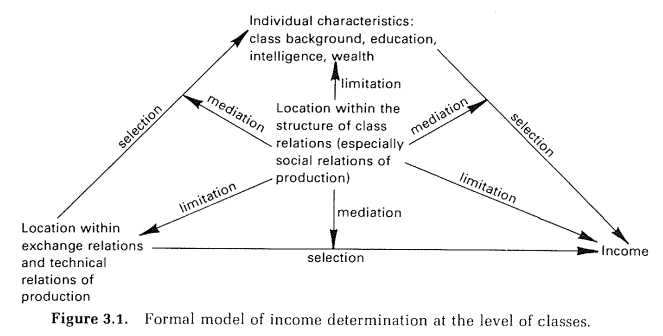 Individual characteristics:
class background, education,
intelligence, wealth
limitation
selection
mediation
Location within the
structure of class
relations (especially
social relations of
production)
mediation
selection
limitation
limitation
mediation
Location within
exchange relations
and technical
relations of
production
selection
Income
Figure 3.1. Formal model of income determination at the level of classes.